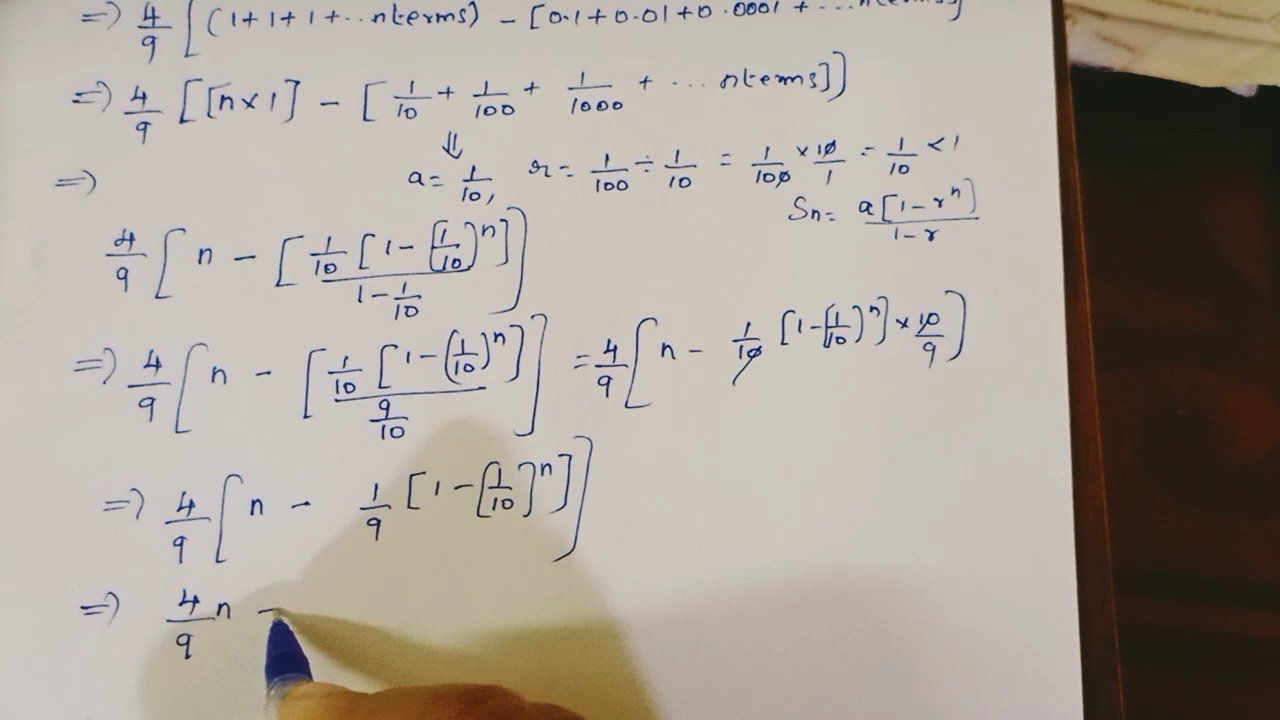 => 4/9 [(1+1+1+..nterms) - [0.1+0.01+0.0001+
=> 4/9 [[n×1] - [1/10 + 1/100 + 1/1000 + ... nterms]]
⇓
=> a= 1/10, r= 1/100 ÷ 1/10 = 1/100 × 10/1 = 1/10 <1
Sn= a[1-r^n]/1-r
4/9 [n - [1/10 [1-(1/10)^n]/1-1/10]]
=> 4/9 [n - [1/10 [1-(1/10)^n]/9/10]] = 4/9 [n - 1/10 [1-(1/10)^n] × 10/9]
=> 4/9 [n - 1/9 [1-[1/10]^n]]
=> 4/9 n -